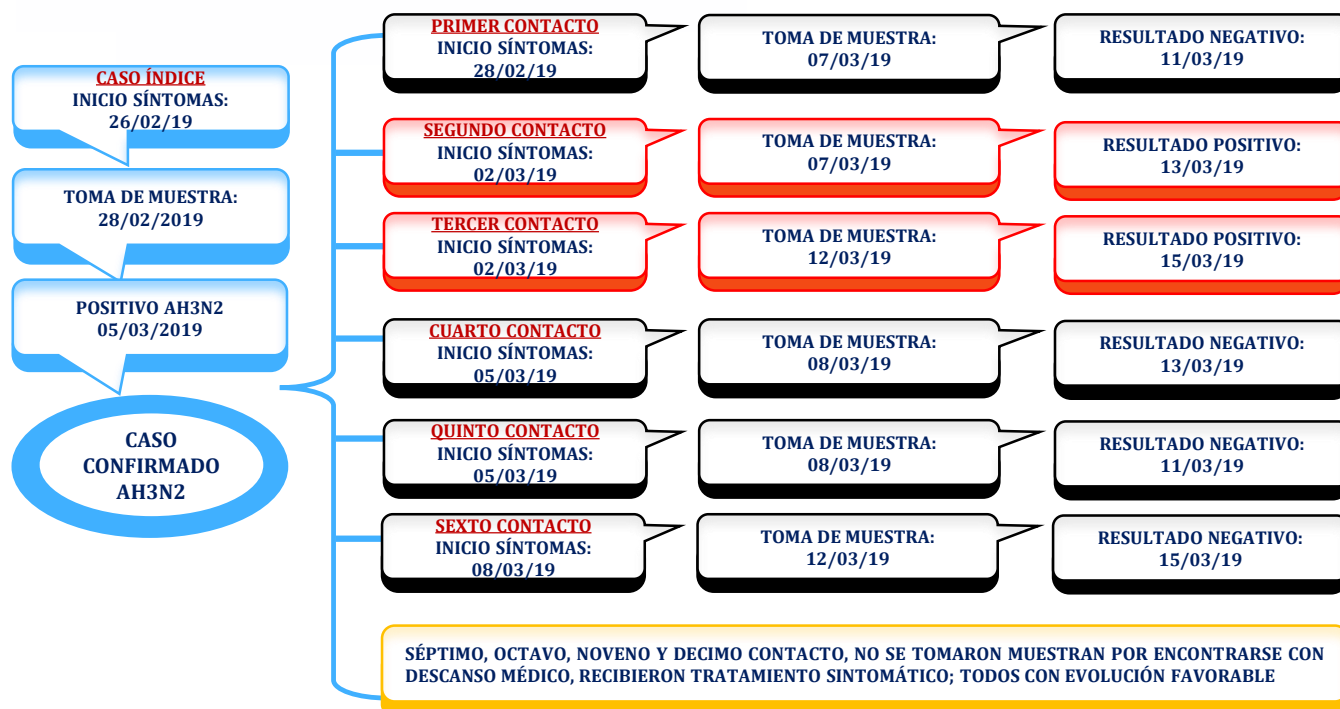 CASO ÍNDICE
INICIO SÍNTOMAS:
26/02/19
TOMA DE MUESTRA:
28/02/2019
POSITIVO AH3N2
05/03/2019
CASO
CONFIRMADO
AH3N2
PRIMER CONTACTO
INICIO SÍNTOMAS:
28/02/19
TOMA DE MUESTRA:
07/03/19
RESULTADO NEGATIVO:
11/03/19
SEGUNDO CONTACTO
INICIO SÍNTOMAS:
02/03/19
TOMA DE MUESTRA:
07/03/19
RESULTADO POSITIVO:
13/03/19
TERCER CONTACTO
INICIO SÍNTOMAS:
02/03/19
TOMA DE MUESTRA:
12/03/19
RESULTADO POSITIVO:
15/03/19
CUARTO CONTACTO
INICIO SÍNTOMAS:
05/03/19
TOMA DE MUESTRA:
08/03/19
RESULTADO NEGATIVO:
13/03/19
QUINTO CONTACTO
INICIO SÍNTOMAS:
05/03/19
TOMA DE MUESTRA:
08/03/19
RESULTADO NEGATIVO:
11/03/19
SEXTO CONTACTO
INICIO SÍNTOMAS:
08/03/19
TOMA DE MUESTRA:
12/03/19
RESULTADO NEGATIVO:
15/03/19
SÉPTIMO, OCTAVO, NOVENO Y DECIMO CONTACTO, NO SE TOMARON MUESTRAN POR ENCONTRARSE CON
DESCANSO MÉDICO, RECIBIERON TRATAMIENTO SINTOMÁTICO; TODOS CON EVOLUCIÓN FAVORABLE